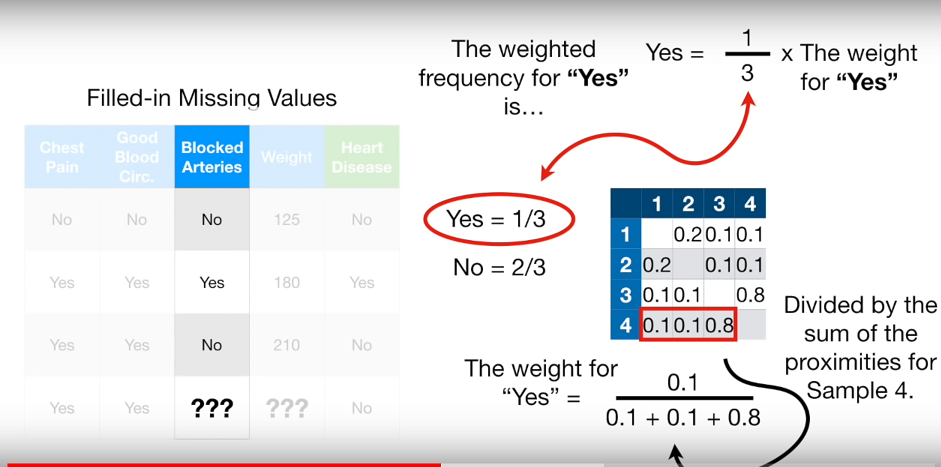 The weighted
frequency for "Yes"
is...
Yes = 1/3 x The weight
for "Yes"
Filled-in Missing Values
Chest Pain Good Blood Circ. Blocked Arteries Weight Heart Disease
No No No 125 No
Yes Yes Yes 180 Yes
Yes Yes No 210 No
Yes Yes ??? ??? No
Yes = 1/3
No = 2/3
1 2 3 4
1 0.2 0.1 0.1
2 0.2 0.1 0.1
3 0.1 0.1 0.8
4 0.1 0.1 0.8
Divided by the
sum of the
proximities for
Sample 4.
The weight for
"Yes" =
0.1
0.1 + 0.1 + 0.8